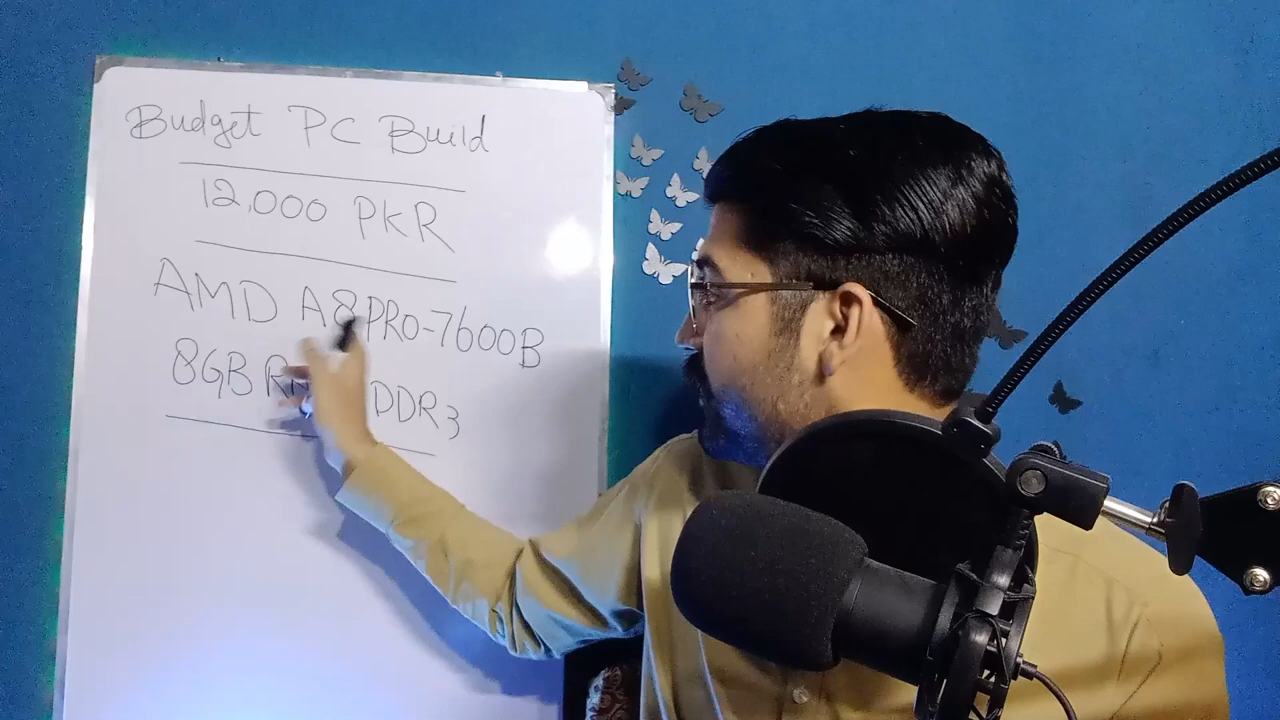 Budget PC Build
12,000 PKR
AMD A8 PRO-7600B
8GB DDR3